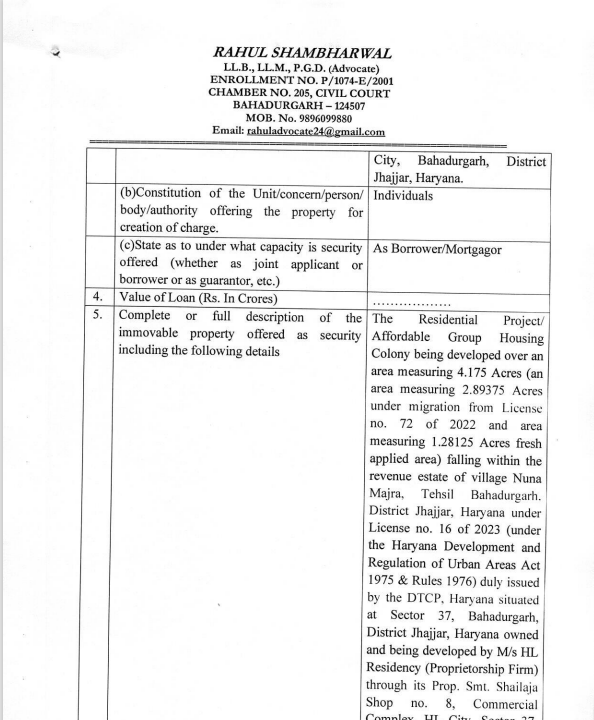 RAHUL SHAMBHARWAL
LL.B., LL.M., P.G.D. (Advocate)
ENROLLMENT NO. P/1074-E/2001
CHAMBER NO. 205, CIVIL COURT
BAHADURGARH – 124507
MOB. No. 9896099880
Email: rahuladvocate24@gmail.com
City, Bahadurgarh, District
Jhajjar, Haryana.
(b)Constitution of the Unit/concern/person/
body/authority offering the property for
creation of charge.
Individuals
(c)State as to under what capacity is security
offered (whether as joint applicant or
borrower or as guarantor, etc.)
As Borrower/Mortgagor
4.
Value of Loan (Rs. In Crores)
..................
5.
Complete or full description of the
immovable property offered as security
including the following details
The Residential Project/
Affordable Group Housing
Colony being developed over an
area measuring 4.175 Acres (an
area measuring 2.89375 Acres
under migration from License
no. 72 of 2022 and area
measuring 1.28125 Acres fresh
applied area) falling within the
revenue estate of village Nuna
Majra, Tehsil Bahadurgarh.
District Jhajjar, Haryana under
License no. 16 of 2023 (under
the Haryana Development and
Regulation of Urban Areas Act
1975 & Rules 1976) duly issued
by the DTCP, Haryana situated
at Sector 37, Bahadurgarh,
District Jhajjar, Haryana owned
and being developed by M/s HL
Residency (Proprietorship Firm)
through its Prop. Smt. Shailaja
Shop no. 8, Commercial
Complex, HL City, Sector 37,